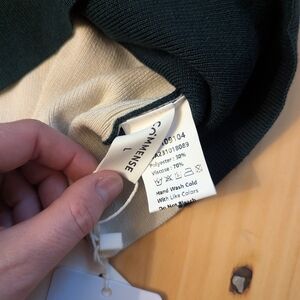 COMMENSE
L
Polyester : 30%
Viscose : 70%
Hand Wash Cold
With Like Colors
Do Not Bleach